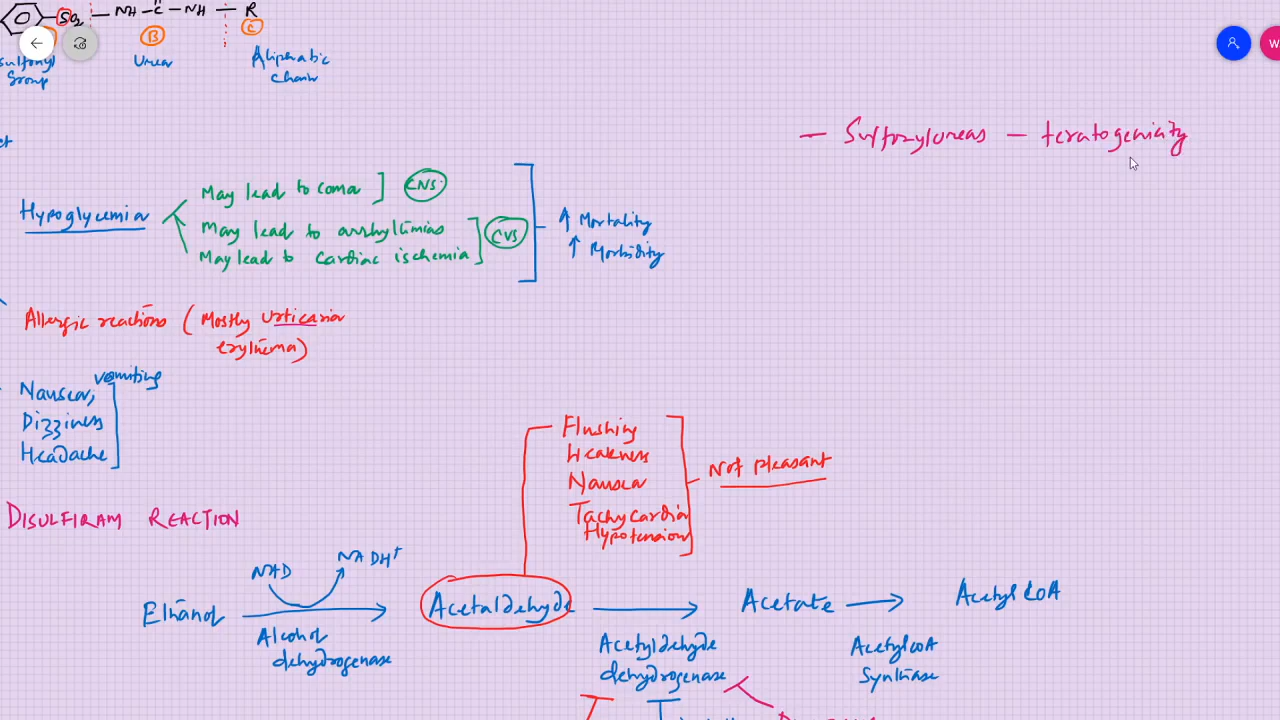 SO2 — NH — C — NH — R
B
C
sulfonyl
Group
Urea
Aliphatic
chain
— Sulfonylureas — teratogenicity
Hypoglycemia
May lead to coma ] CNS
May lead to arrhythmias
May lead to cardiac ischemia
CVS
↑ Mortality
↑ Morbidity
Allergic reactions ( Mostly Urticaria
erythema)
Nausea, vomiting
Dizziness
Headache
Flushing
Weakness
Nausea
Tachycardia
Hypotension
Not pleasant
DISULFIRAM REACTION
NAD
NADH+
Ethanol
Acetaldehyde
Acetate
Acetyl CoA
Alcohol
dehydrogenase
Acetyldehyde
dehydrogenase
AcetylcoA
Synthase
W